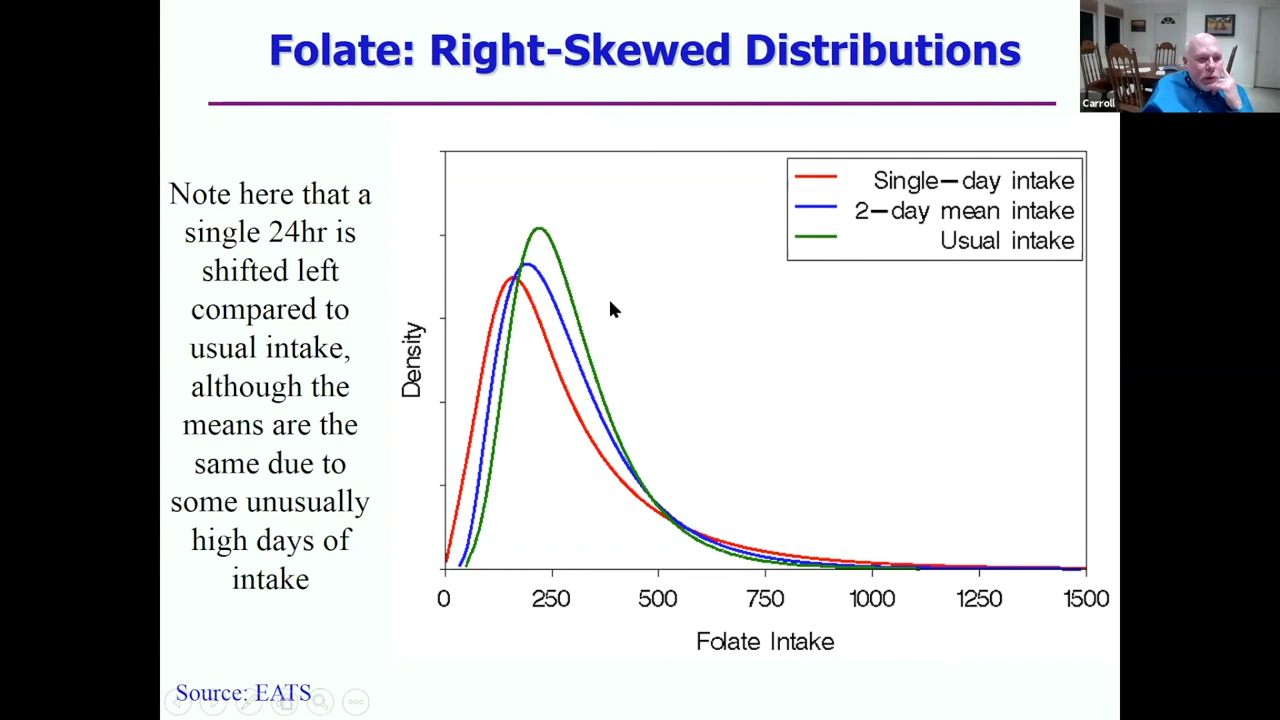 Folate: Right-Skewed Distributions
Carroll
Note here that a
single 24hr is
shifted left
compared to
usual intake,
although the
means are the
same due to
some unusually
high days of
intake
Single-day intake
2-day mean intake
Usual intake
Density
0 250 500 750 1000 1250 1500
Folate Intake
Source: EATS